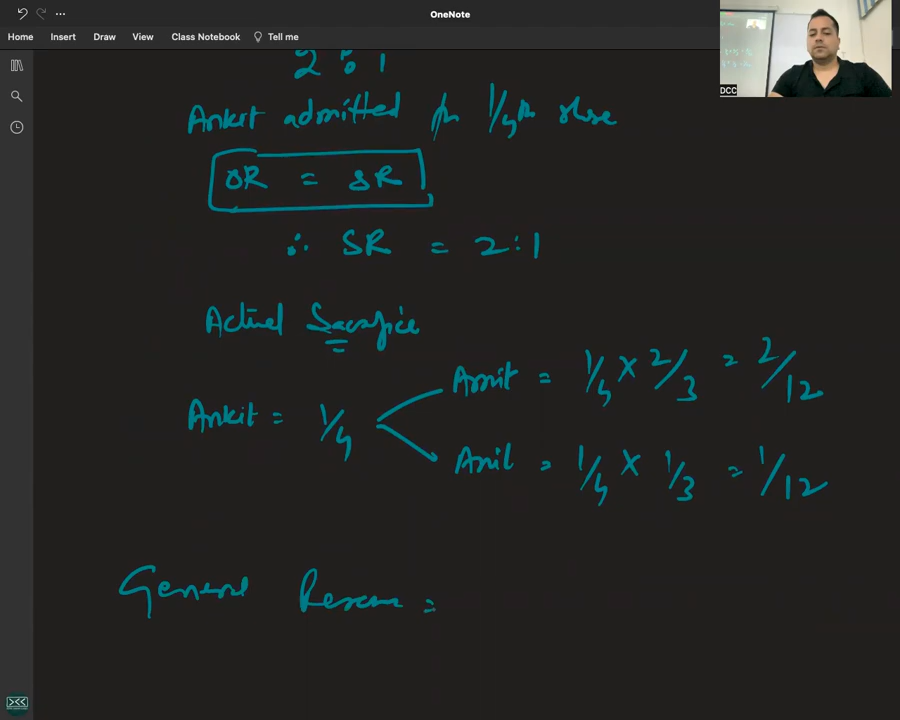 OneNote
Home Insert Draw View Class Notebook Tell me
DCC
2 : 1
Ankit admitted for 1/4th share
OR = SR
∴ SR = 2:1
Actual Sacrifice
Ankit = 1/4
Amit = 1/4 × 2/3 = 2/12
Anil = 1/4 × 1/3 = 1/12
General Reserve =